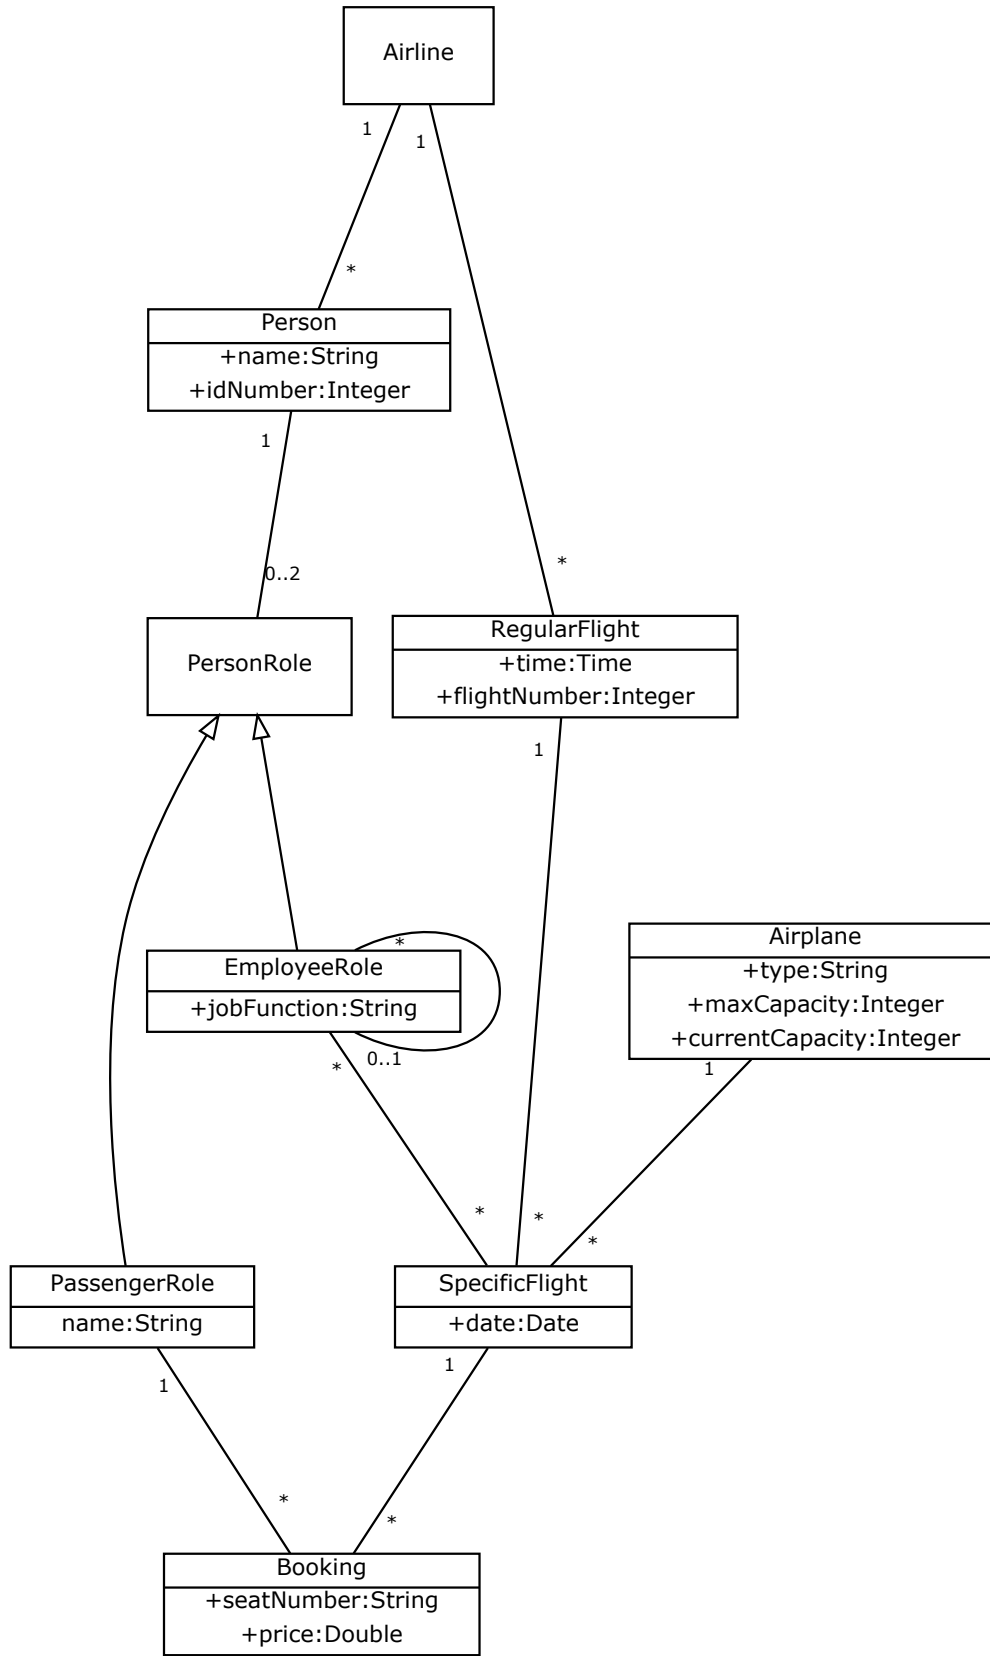 Airline
1
1
*
Person
+name:String
+idNumber:Integer
1
*
0..2
PersonRole
RegularFlight
+time:Time
+flightNumber:Integer
1
*
EmployeeRole
+jobFunction:String
0..1
*
Airplane
+type:String
+maxCapacity:Integer
+currentCapacity:Integer
1
*
*
*
PassengerRole
name:String
SpecificFlight
+date:Date
1
1
*
*
Booking
+seatNumber:String
+price:Double